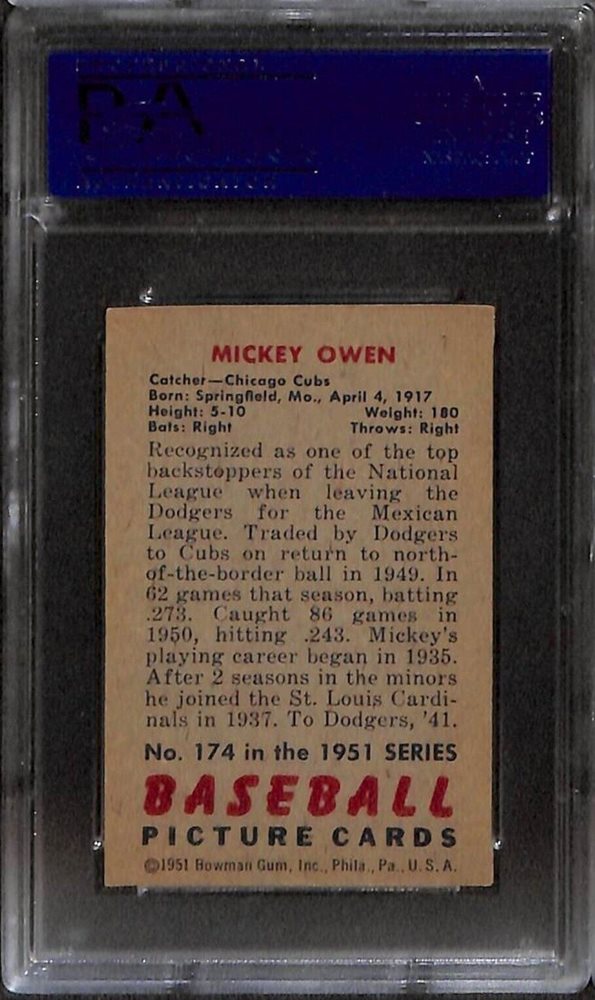 MICKEY OWEN
Catcher—Chicago Cubs
Born: Springfield, Mo., April 4, 1917
Height: 5-10 Weight: 180
Bats: Right Throws: Right
Recognized as one of the top
backstoppers of the National
League when leaving the
Dodgers for the Mexican
League. Traded by Dodgers
to Cubs on return to north-
of-the-border ball in 1949. In
62 games that season, batting
.273. Caught 86 games in
1950, hitting .243. Mickey's
playing career began in 1935.
After 2 seasons in the minors
he joined the St. Louis Cardi-
nals in 1937. To Dodgers, '41.
No. 174 in the 1951 SERIES
BASEBALL
PICTURE CARDS
©1951 Bowman Gum, Inc., Phila., Pa., U.S.A.